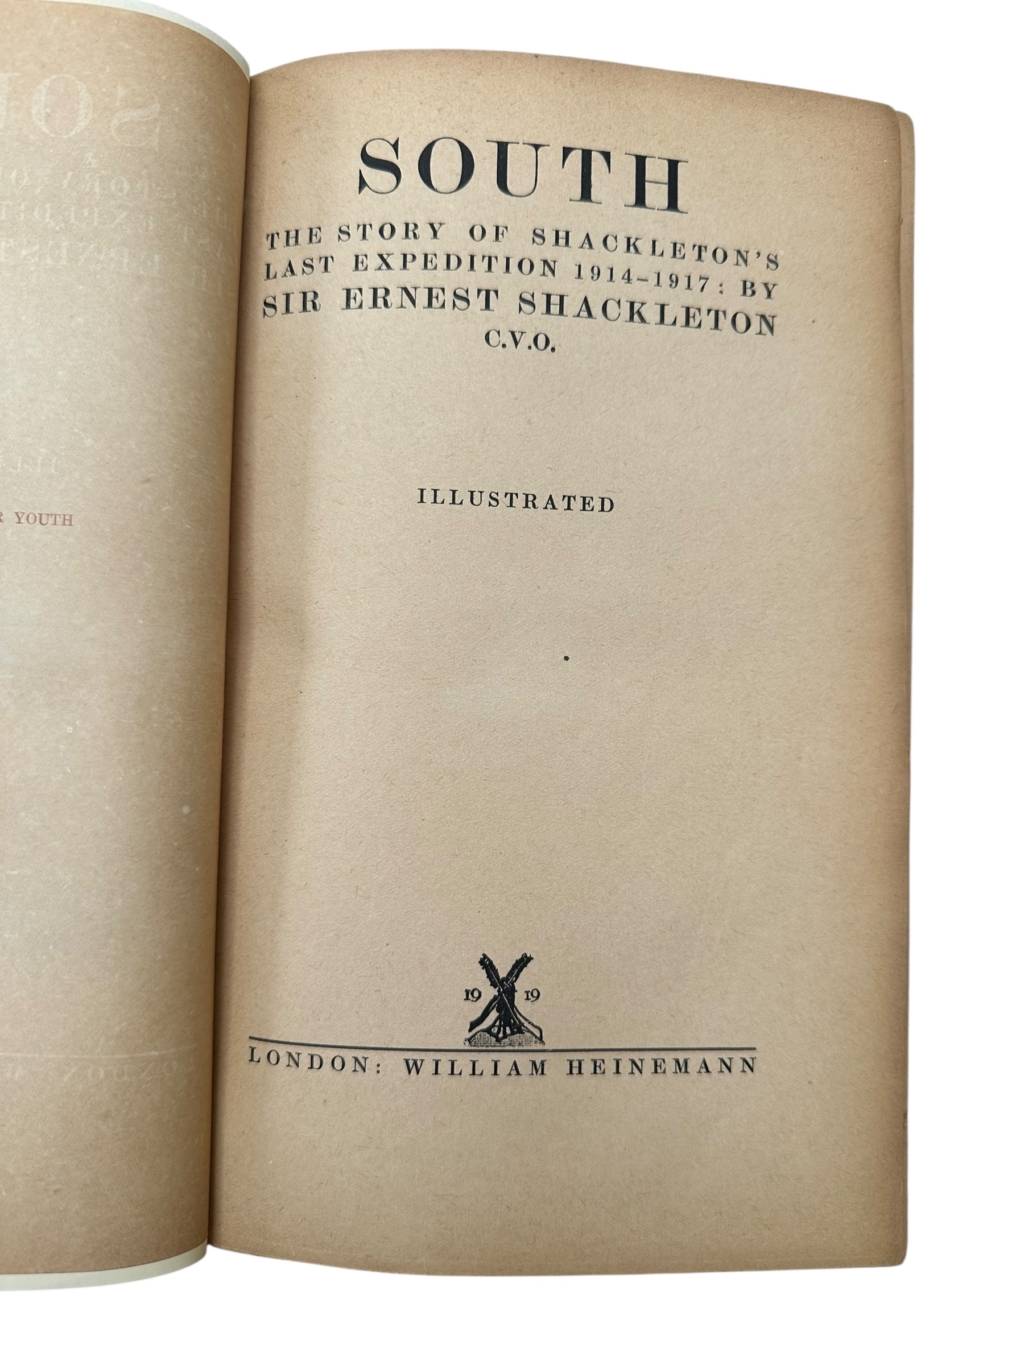 SOUTH
THE STORY OF SHACKLETON'S
LAST EXPEDITION 1914–1917: BY
SIR ERNEST SHACKLETON
C.V.O.
ILLUSTRATED
YOUTH
19 19
LONDON: WILLIAM HEINEMANN